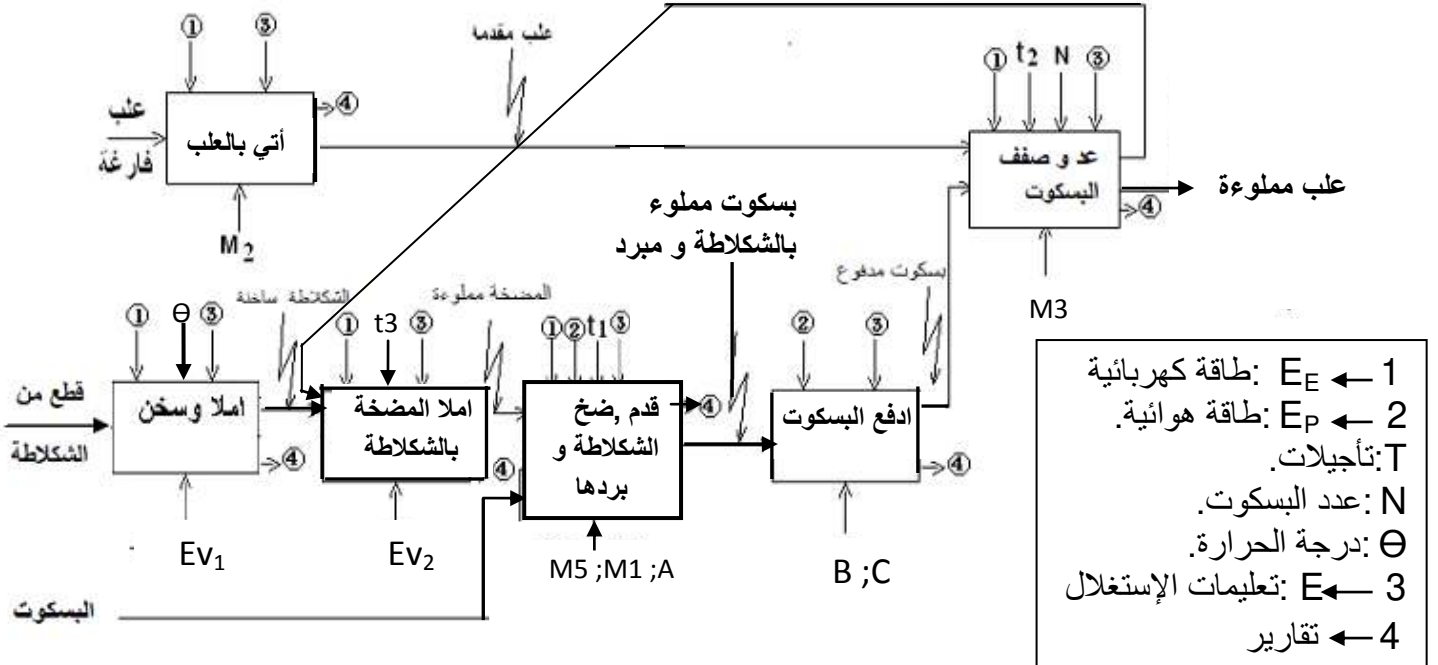 علب مقدمة
① ③
① t2 N ③
علب
فارغة
أتي بالعلب
④
عد و صفف
البسكوت
④
علب مملوءة
M2
M3
بسكوت مملوء
بالشكلاطة و مبرد
بسكوت مدفوع
الشكلاطة ساخنة
المضخة مملوءة
① Ɵ ③
① t3 ③
① ② t1 ③
② ③
قطع من
الشكلاطة
املا وسخن
④
املا المضخة
بالشكلاطة
④
قدم ,ضخ
الشكلاطة و
بردها
④
ادفع البسكوت
④
Ev1
Ev2
M5 ;M1 ;A
B ;C
البسكوت
1 ← EE :طاقة كهربائية
2 ← EP :طاقة هوائية.
T:تأجيلات.
N :عدد البسكوت.
Ɵ :درجة الحرارة.
3 ← E :تعليمات الإستغلال
4 ← تقارير